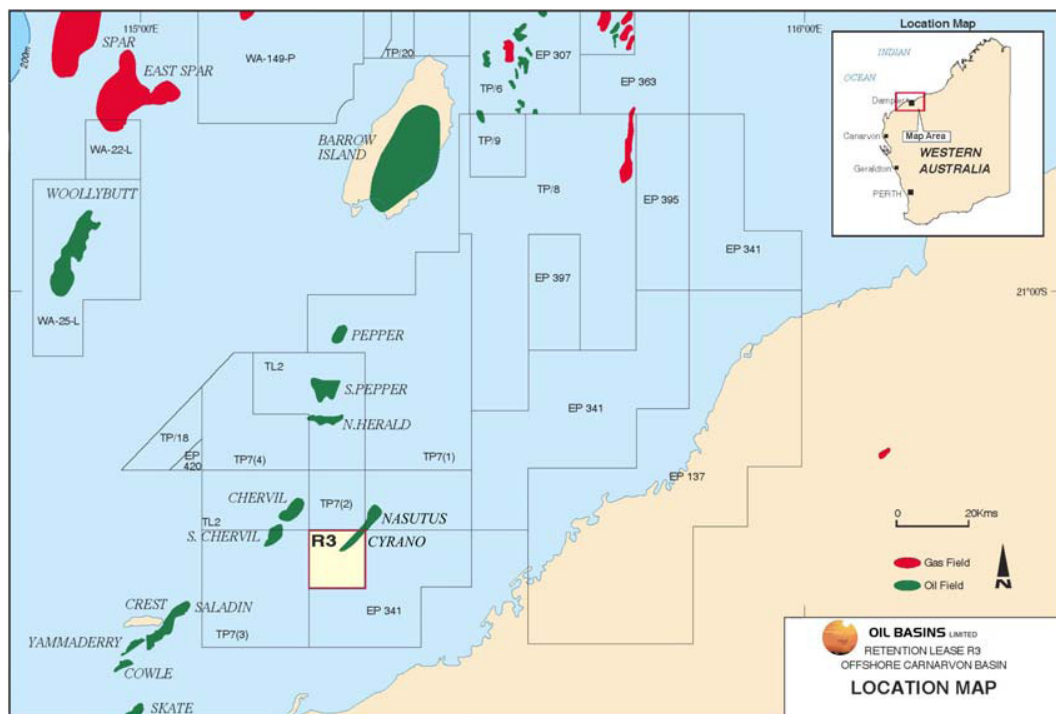 115°00'E
116°00'E
200m
SPAR
EAST SPAR
WA-149-P
TP/20
EP 307
TP/6
EP 363
WA-22-L
BARROW
ISLAND
TP/9
WOOLLYBUTT
TP/8
EP 395
EP 341
EP 397
21°00'S
WA-25-L
PEPPER
TL2
S.PEPPER
N.HERALD
EP 341
TP/18
EP
420
TP7(4)
TP7(1)
EP 137
CHERVIL
TP7(2)
NASUTUS
TL2
S. CHERVIL
R3
CYRANO
CREST
SALADIN
EP 341
YAMMADERRY
TP7(3)
COWLE
SKATE
Location Map
INDIAN
OCEAN
Dampier
Map Area
Canarvon
WESTERN
AUSTRALIA
Geraldton
PERTH
0 20Kms
Gas Field
Oil Field
N
OIL BASINS LIMITED
RETENTION LEASE R3
OFFSHORE CARNARVON BASIN
LOCATION MAP